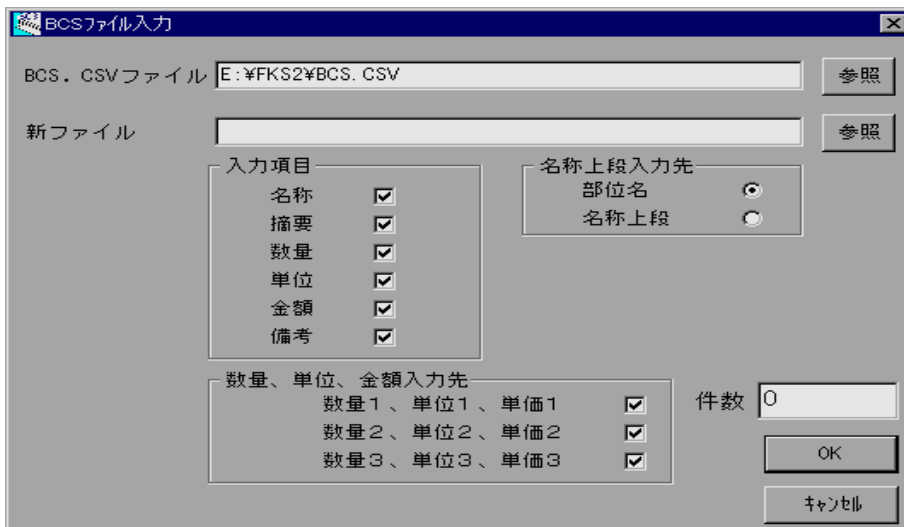 BCSファイル入力
BCS．CSVファイル E:¥FKS2¥BCS.CSV 参照
新ファイル 参照
入力項目
名称
摘要
数量
単位
金額
備考
名称上段入力先
部位名
名称上段
数量、単位、金額入力先
数量１、単位１、単価１
数量２、単位２、単価２
数量３、単位３、単価３
件数 0
OK
ｷｬﾝｾﾙ